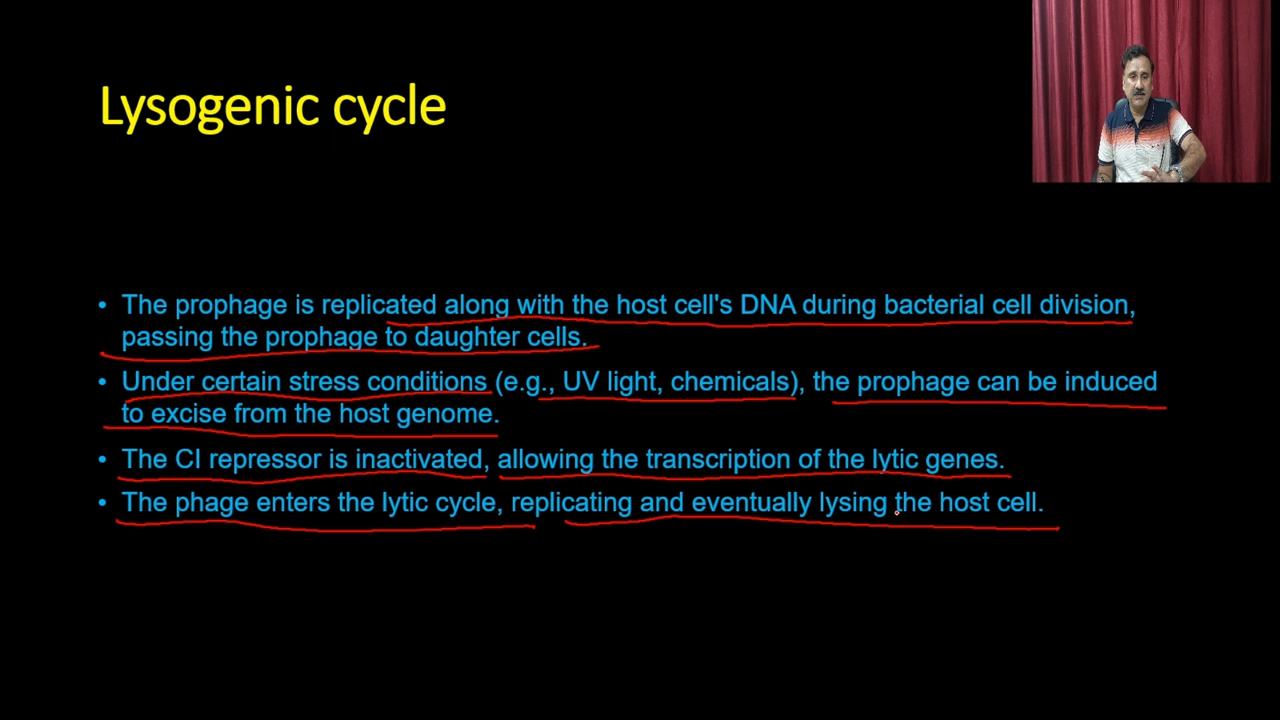 Lysogenic cycle
• The prophage is replicated along with the host cell's DNA during bacterial cell division,
passing the prophage to daughter cells.
• Under certain stress conditions (e.g., UV light, chemicals), the prophage can be induced
to excise from the host genome.
• The CI repressor is inactivated, allowing the transcription of the lytic genes.
• The phage enters the lytic cycle, replicating and eventually lysing the host cell.